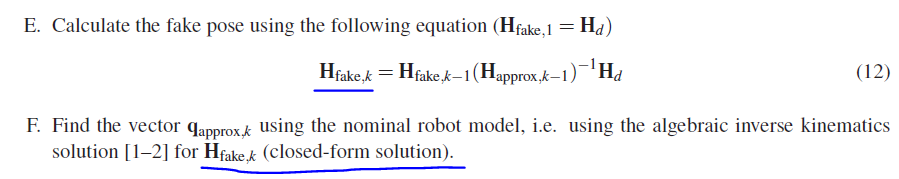 E. Calculate the fake pose using the following equation (H_fake,1 = H_d)
H_fake,k = H_fake,k−1(H_approx,k−1)^−1 H_d (12)
F. Find the vector q_approx,k using the nominal robot model, i.e. using the algebraic inverse kinematics
solution [1–2] for H_fake,k (closed-form solution).